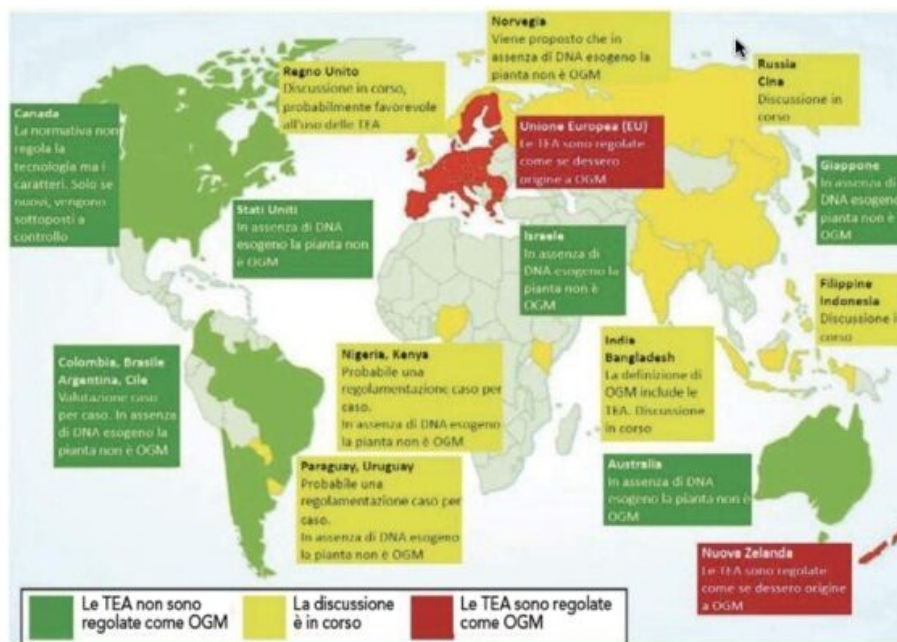 Norvegia
Viene proposto che in
assenza di DNA esogeno la
pianta non è OGM
Regno Unito
Discussione in corso,
probabilmente favorevole
all'uso delle TEA
Russia
Cina
Discussione in
corso
Canada
La normativa non
regola la
tecnologia ma i
caratteri. Solo se
nuovi, vengono
sottoposti a
controllo
Unione Europea (EU)
Le TEA sono regolate
come se dessero
origine a OGM
Giappone
In assenza di
DNA esogeno
pianta non è
OGM
Stati Uniti
In assenza di DNA
esogeno la pianta non
è OGM
Israele
In assenza di
DNA esogeno la
pianta non è
OGM
Filippine
Indonesia
Discussione i
corso
Colombia, Brasile
Argentina, Cile
Valutazione caso
per caso. In assenza
di DNA esogeno la
pianta non è OGM
Nigeria, Kenya
Probabile una
regolamentazione caso per
caso.
In assenza di DNA esogeno
la pianta non è OGM
India
Bangladesh
La definizione di
OGM include le
TEA. Discussione
in corso
Paraguay, Uruguay
Probabile una
regolamentazione caso per
caso.
In assenza di DNA esogeno
la pianta non è OGM
Australia
In assenza di DNA
esogeno la pianta non è
OGM
Nuova Zelanda
Le TEA sono regolate
come se dessero origine
a OGM
Le TEA non sono
regolate come OGM
La discussione
è in corso
Le TEA sono regolate
come OGM